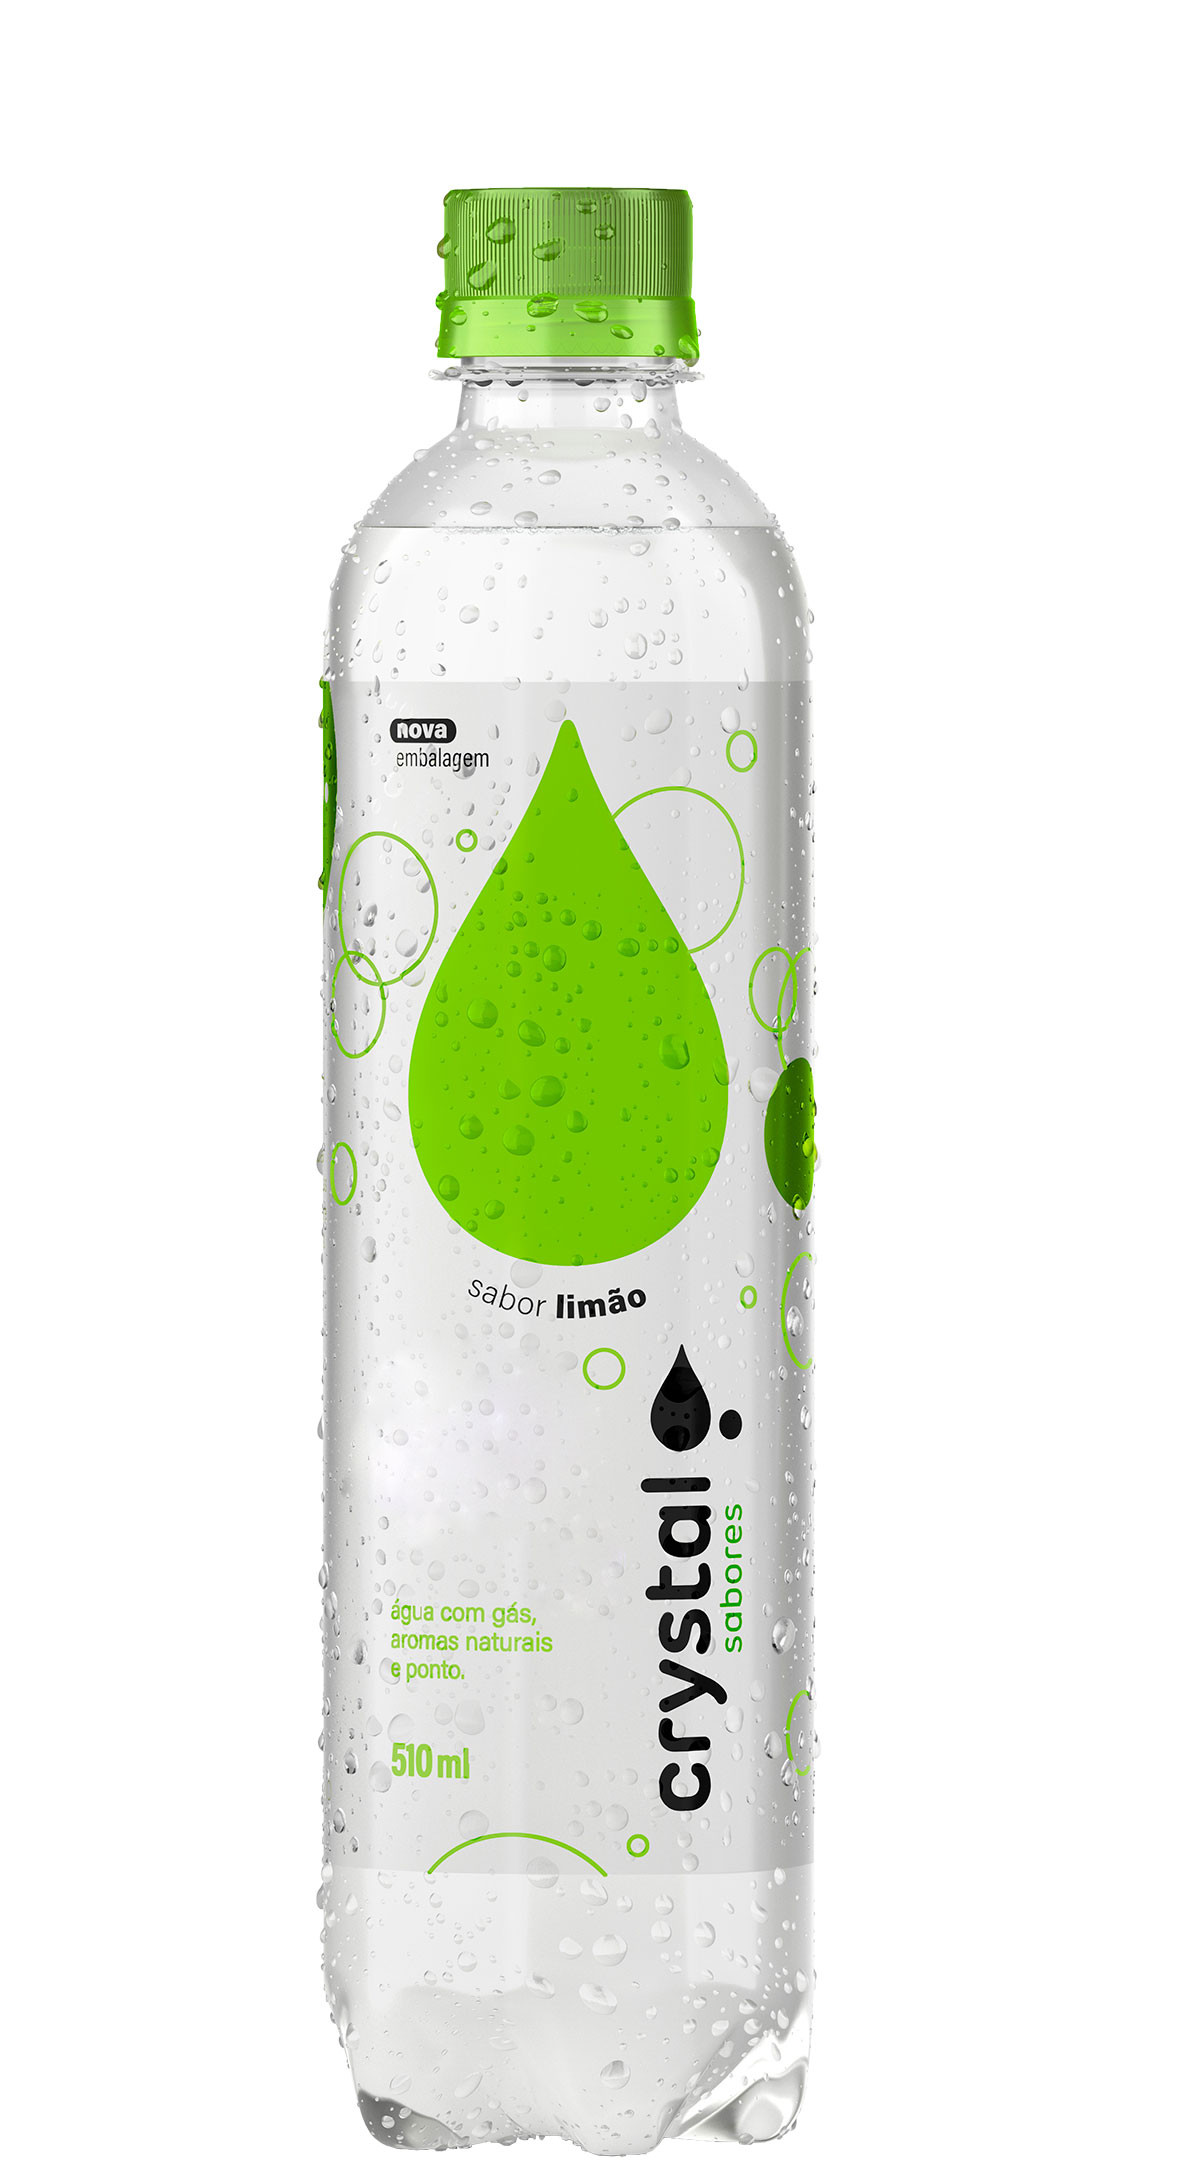 nova
embalagem
sabor limão
crystal
sabores
água com gás,
aromas naturais
e ponto.
510 ml